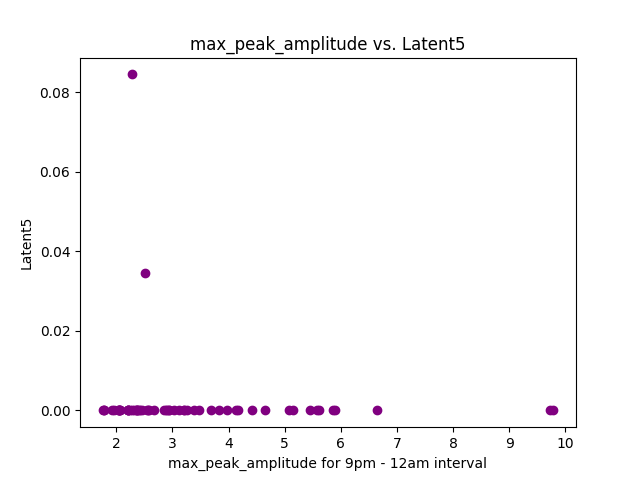 max_peak_amplitude vs. Latent5
0.08
0.06
0.04
0.02
0.00
Latent5
2 3 4 5 6 7 8 9 10
max_peak_amplitude for 9pm - 12am interval